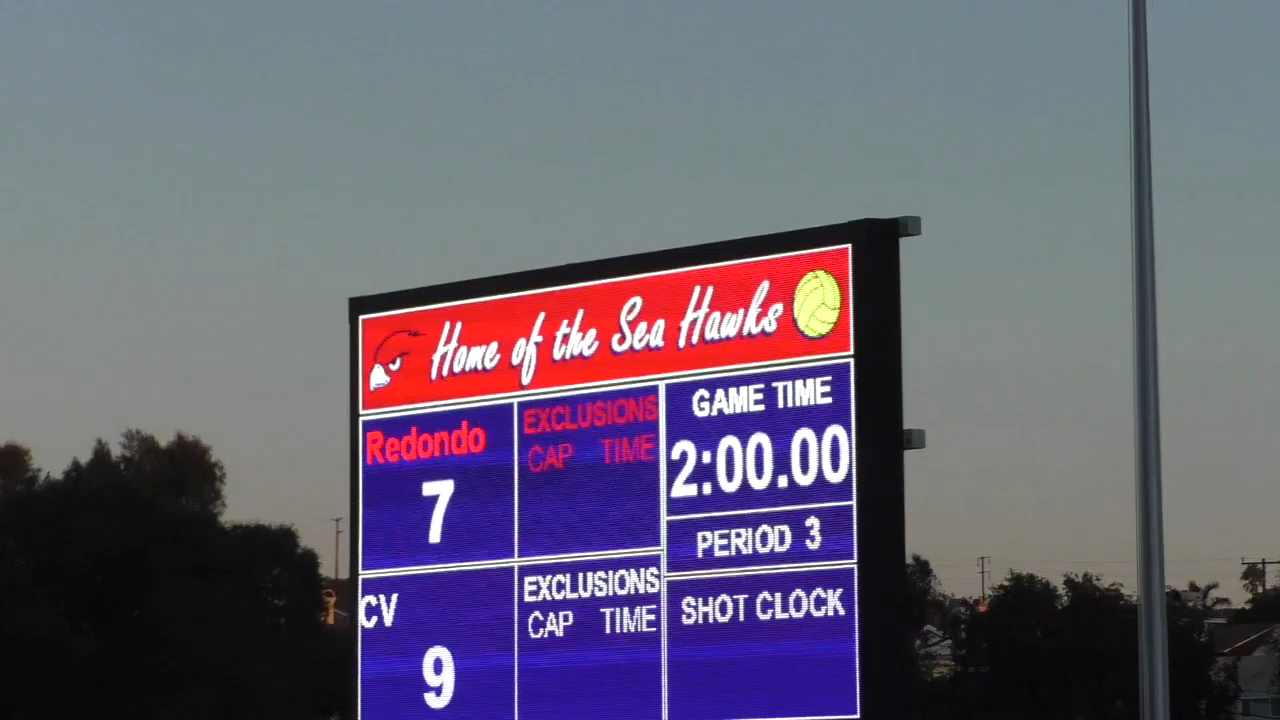 Home of the Sea Hawks
Redondo
7
EXCLUSIONS
CAP TIME
GAME TIME
2:00.00
PERIOD 3
CV
9
EXCLUSIONS
CAP TIME
SHOT CLOCK